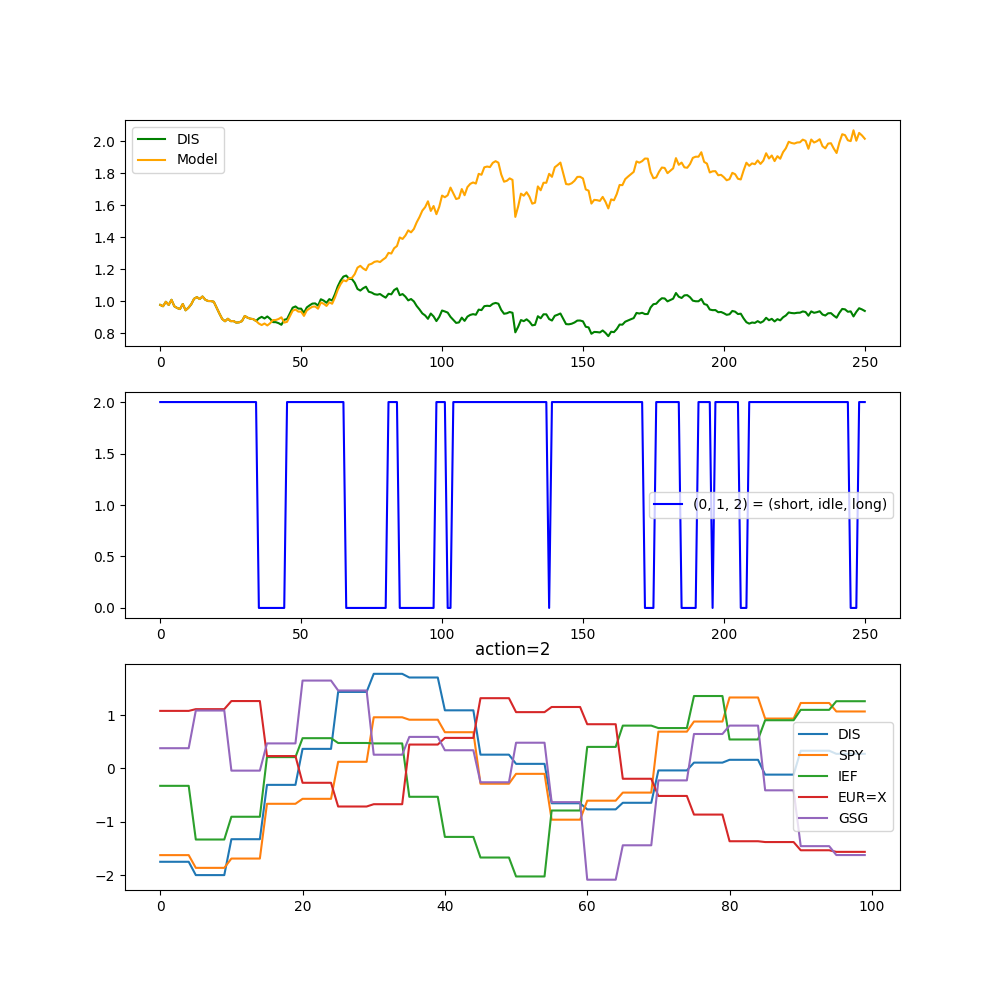 2.0
1.8
1.6
1.4
1.2
1.0
0.8
DIS
Model
0 50 100 150 200 250
2.0
1.5
1.0
0.5
0.0
(0, 1, 2) = (short, idle, long)
0 50 100 150 200 250
action=2
1
0
−1
−2
DIS
SPY
IEF
EUR=X
GSG
0 20 40 60 80 100